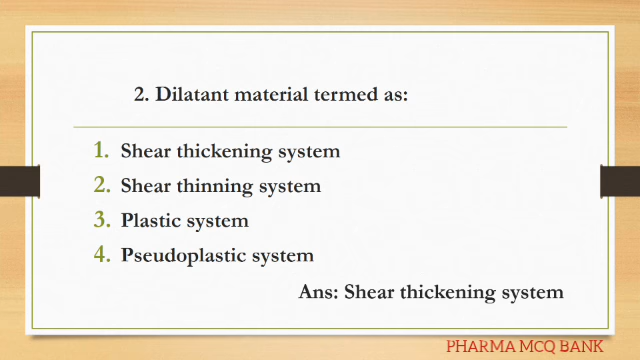 2. Dilatant material termed as:
1. Shear thickening system
2. Shear thinning system
3. Plastic system
4. Pseudoplastic system
Ans: Shear thickening system
PHARMA MCQ BANK